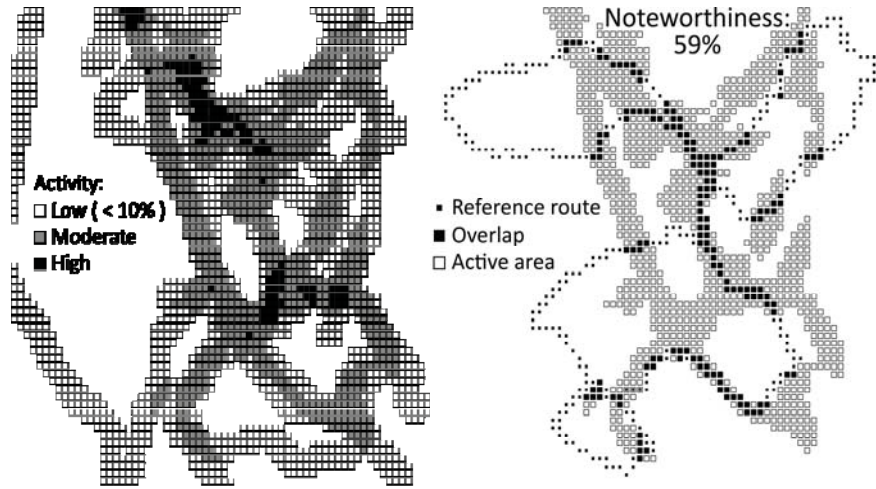 Activity:
Low ( < 10% )
Moderate
High
Noteworthiness:
59%
Reference route
Overlap
Active area